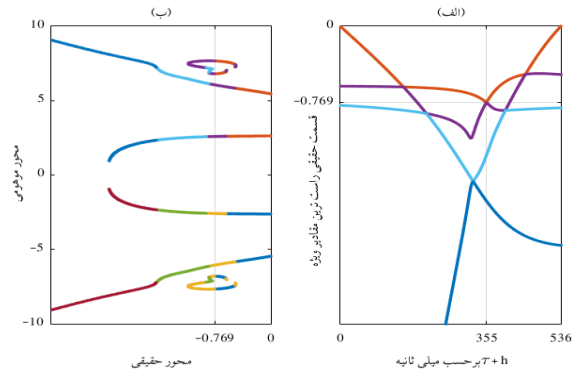 (ب)
(الف)
10
5
0
−5
−10
محور موهومی
−0.769
0
محور حقیقی
0
−0.769
قسمت حقیقی راست ترین مقادیر ویژه
0
355
536
τ + h برحسب میلی ثانیه